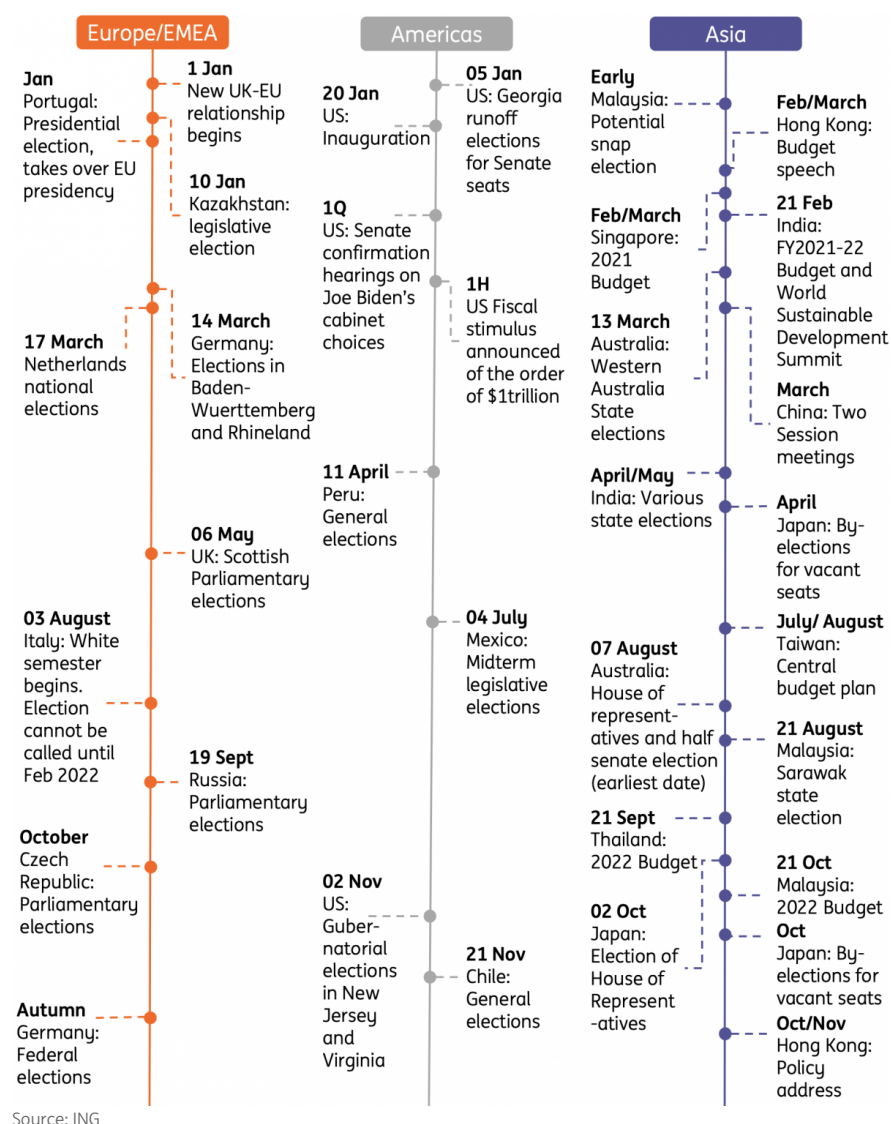 Europe/EMEA
Jan
Portugal:
Presidential
election,
takes over EU
presidency
1 Jan
New UK-EU
relationship
begins
10 Jan
Kazakhstan:
legislative
election
17 March
Netherlands
national
elections
14 March
Germany:
Elections in
Baden-
Wuerttemberg
and Rhineland
06 May
UK: Scottish
Parliamentary
elections
03 August
Italy: White
semester
begins.
Election
cannot be
called until
Feb 2022
19 Sept
Russia:
Parliamentary
elections
October
Czech
Republic:
Parliamentary
elections
Autumn
Germany:
Federal
elections
Americas
05 Jan
US: Georgia
runoff
elections
for Senate
seats
20 Jan
US:
Inauguration
1Q
US: Senate
confirmation
hearings on
Joe Biden's
cabinet
choices
1H
US Fiscal
stimulus
announced
of the order
of $1trillion
11 April
Peru:
General
elections
04 July
Mexico:
Midterm
legislative
elections
02 Nov
US:
Guber-
natorial
elections
in New
Jersey
and
Virginia
21 Nov
Chile:
General
elections
Asia
Early
Malaysia:
Potential
snap
election
Feb/March
Hong Kong:
Budget
speech
Feb/March
Singapore:
2021
Budget
21 Feb
India:
FY2021-22
Budget and
World
Sustainable
Development
Summit
13 March
Australia:
Western
Australia
State
elections
March
China: Two
Session
meetings
April/May
India: Various
state elections
April
Japan: By-
elections
for vacant
seats
July/ August
Taiwan:
Central
budget plan
07 August
Australia:
House of
represent-
atives and half
senate election
(earliest date)
21 August
Malaysia:
Sarawak
state
election
21 Sept
Thailand:
2022 Budget
02 Oct
Japan:
Election of
House of
Represent
-atives
21 Oct
Malaysia:
2022 Budget
Oct
Japan: By-
elections for
vacant seats
Oct/Nov
Hong Kong:
Policy
address
Source: ING